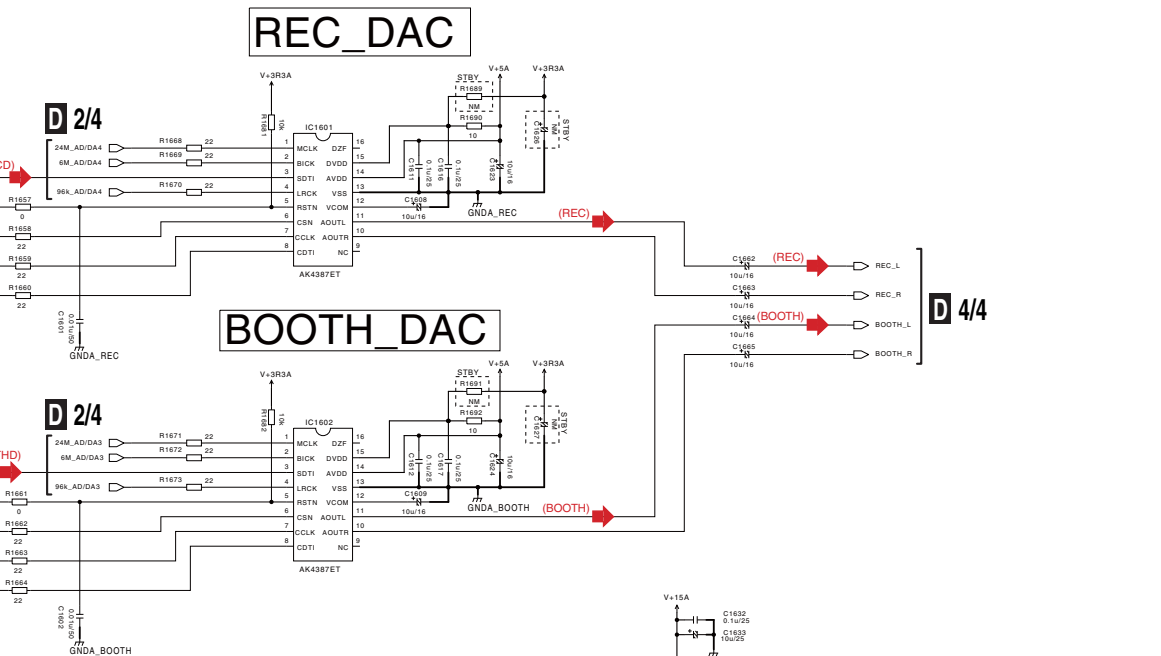 REC_DAC
V+3R3A
V+5A
V+3R3A
STBY
R1689
NM
R1690
10
STBY
NM
C1626
R1681
10k
D 2/4
IC1601
24M_AD/DA4
R1668
22
1
MCLK
DZF
16
6M_AD/DA4
R1669
22
2
BICK
DVDD
15
CD)
3
SDTI
AVDD
14
96k_AD/DA4
R1670
22
4
LRCK
VSS
13
C1611
0.1u/25
C1616
0.1u/25
C1623
10u/16
R1657
0
5
RSTN
VCOM
12
C1608
10u/16
GNDA_REC
6
CSN
AOUTL
11
(REC)
R1658
22
7
CCLK
AOUTR
10
8
CDTI
NC
9
R1659
22
AK4387ET
R1660
22
C1601
0.01u/50
GNDA_REC
C1662
(REC)
REC_L
10u/16
C1663
REC_R
10u/16
C1664
(BOOTH)
BOOTH_L
10u/16
C1665
BOOTH_R
10u/16
D 4/4
BOOTH_DAC
V+3R3A
V+5A
V+3R3A
STBY
R1691
NM
R1692
10
STBY
NM
C1627
R1682
10k
D 2/4
IC1602
24M_AD/DA3
R1671
22
1
MCLK
DZF
16
6M_AD/DA3
R1672
22
2
BICK
DVDD
15
THD)
3
SDTI
AVDD
14
96k_AD/DA3
R1673
22
4
LRCK
VSS
13
C1612
0.1u/25
C1617
0.1u/25
C1624
10u/16
R1661
0
5
RSTN
VCOM
12
C1609
10u/16
GNDA_BOOTH
6
CSN
AOUTL
11
(BOOTH)
R1662
22
7
CCLK
AOUTR
10
8
CDTI
NC
9
R1663
22
AK4387ET
R1664
22
C1602
0.01u/50
GNDA_BOOTH
V+15A
C1632
0.1u/25
C1633
10u/25